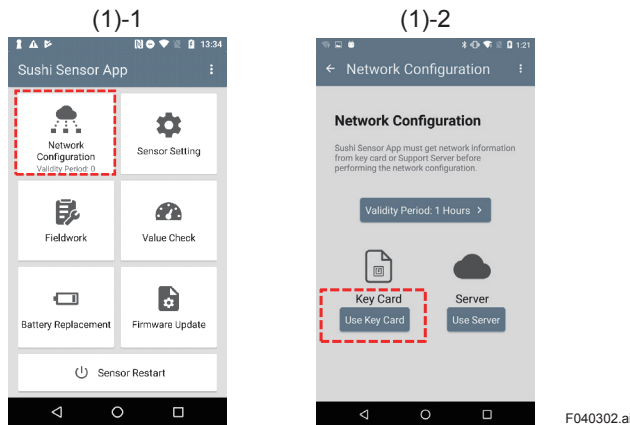 (1)-1
(1)-2
13:34
1:21
Sushi Sensor App
Network Configuration
Network
Configuration
Validity Period: 0
Sensor Setting
Network Configuration
Sushi Sensor App must get network information
from key card or Support Server before
performing the network configuration.
Validity Period: 1 Hours >
Fieldwork
Value Check
Key Card
Server
Use Key Card
Use Server
Battery Replacement
Firmware Update
Sensor Restart
F040302.ai